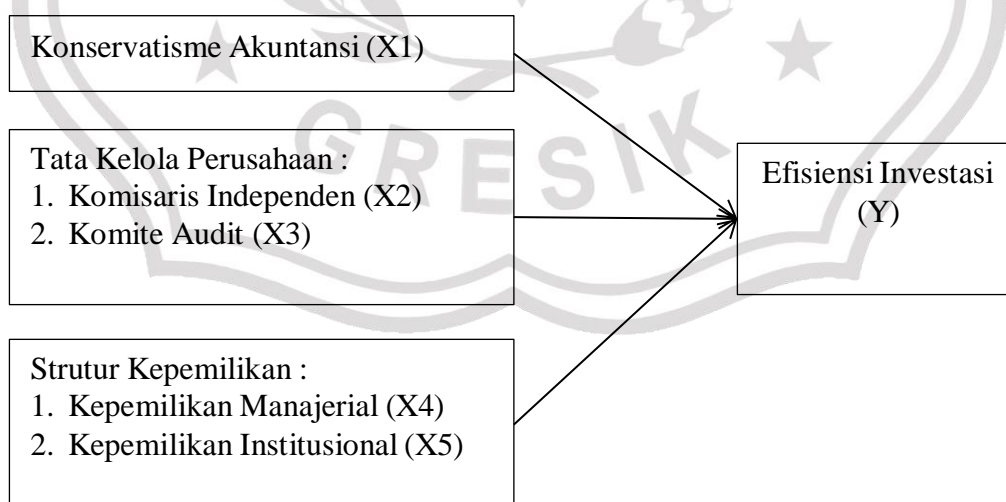 Konservatisme Akuntansi (X1)
Tata Kelola Perusahaan :
1. Komisaris Independen (X2)
2. Komite Audit (X3)
Strutur Kepemilikan :
1. Kepemilikan Manajerial (X4)
2. Kepemilikan Institusional (X5)
Efisiensi Investasi
(Y)
GRESIK